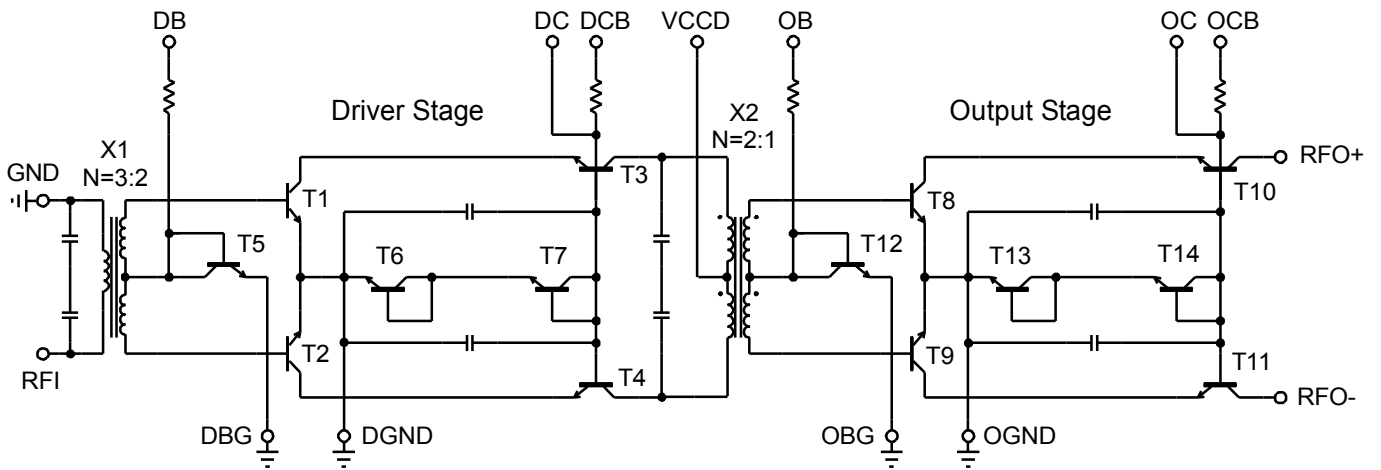 DB
DC
DCB
VCCD
OB
OC
OCB
Driver Stage
Output Stage
X1
N=3:2
X2
N=2:1
GND
T1
T3
T8
T10
RFO+
T5
T6
T7
T12
T13
T14
RFI
T2
T4
T9
T11
RFO-
DBG
DGND
OBG
OGND